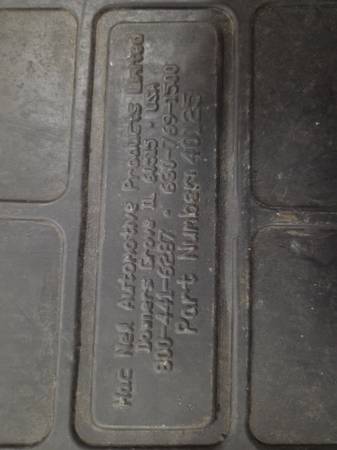 Mac Neil Automotive Products Limited
Downers Grove IL 60515 - USA
800-441-6287 - 630-769-1500
Part Number: 40125